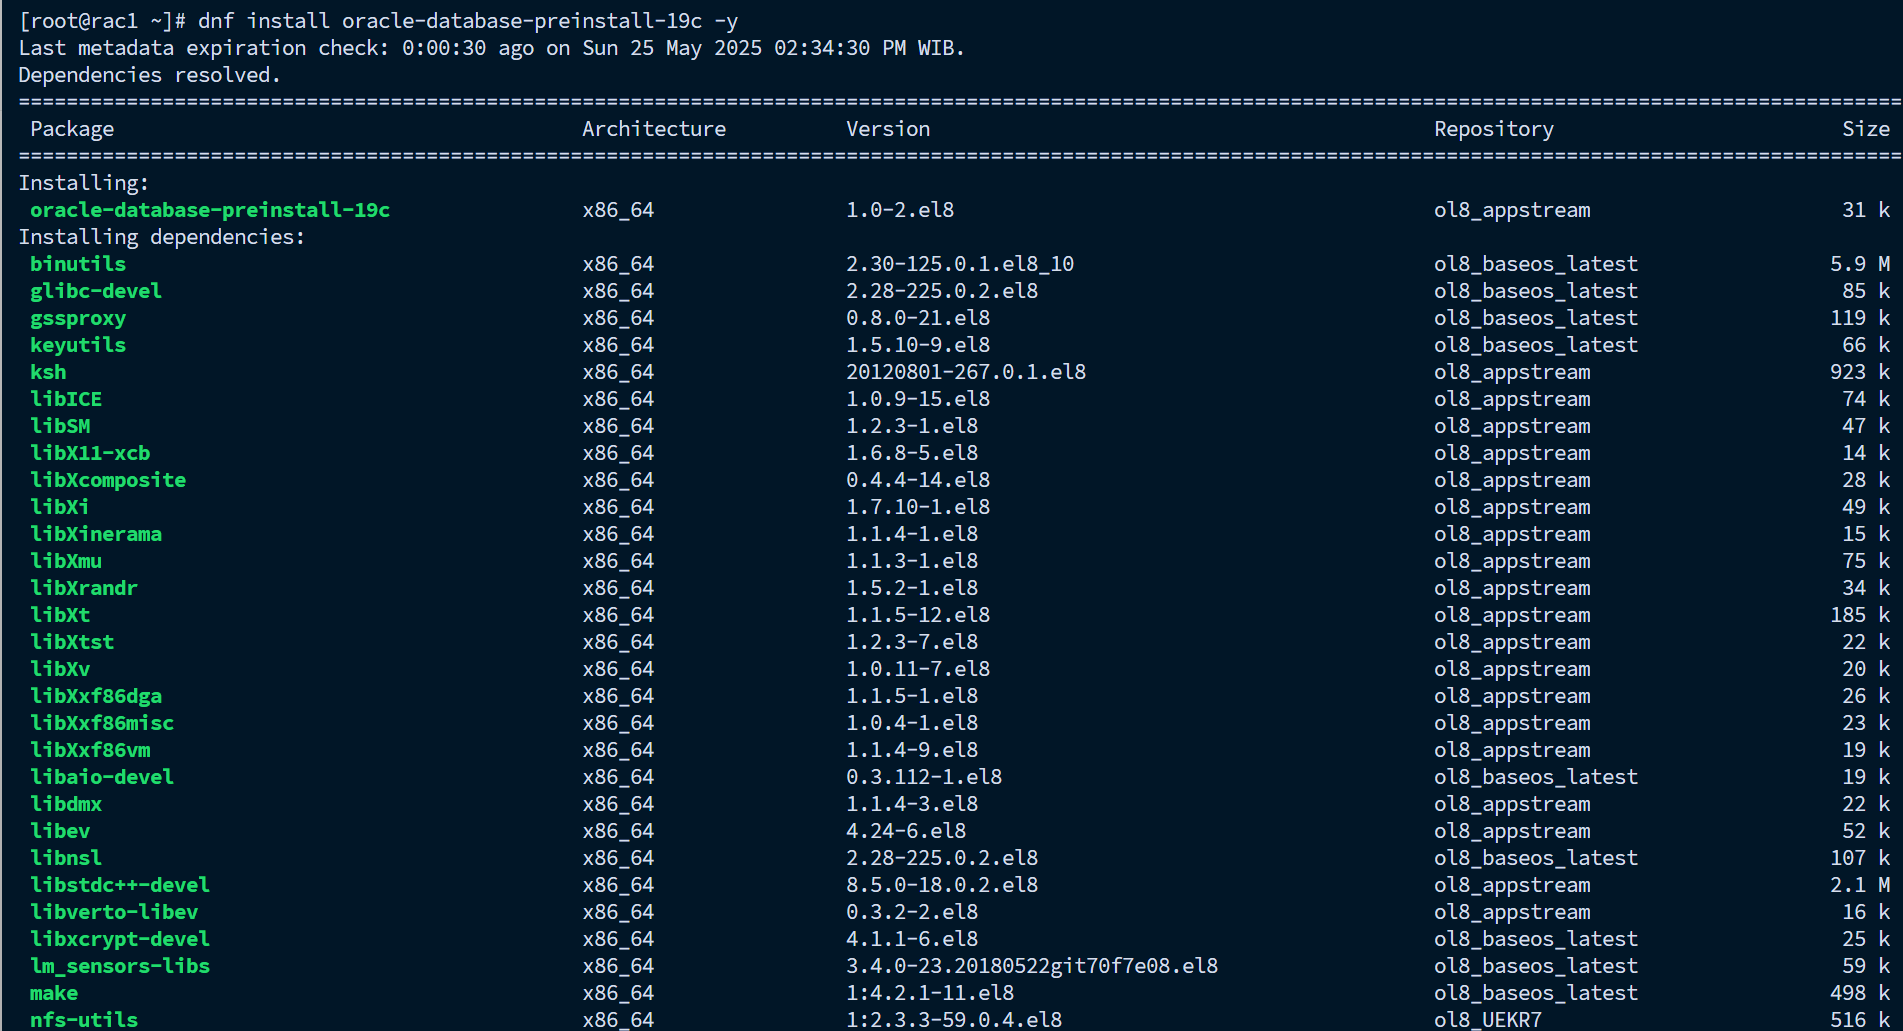 [root@rac1 ~]# dnf install oracle-database-preinstall-19c -y
Last metadata expiration check: 0:00:30 ago on Sun 25 May 2025 02:34:30 PM WIB.
Dependencies resolved.
=============================================================================================================================================================
Package Architecture Version Repository Size
=============================================================================================================================================================
Installing:
oracle-database-preinstall-19c x86_64 1.0-2.el8 ol8_appstream 31 k
Installing dependencies:
binutils x86_64 2.30-125.0.1.el8_10 ol8_baseos_latest 5.9 M
glibc-devel x86_64 2.28-225.0.2.el8 ol8_baseos_latest 85 k
gssproxy x86_64 0.8.0-21.el8 ol8_baseos_latest 119 k
keyutils x86_64 1.5.10-9.el8 ol8_baseos_latest 66 k
ksh x86_64 20120801-267.0.1.el8 ol8_appstream 923 k
libICE x86_64 1.0.9-15.el8 ol8_appstream 74 k
libSM x86_64 1.2.3-1.el8 ol8_appstream 47 k
libX11-xcb x86_64 1.6.8-5.el8 ol8_appstream 14 k
libXcomposite x86_64 0.4.4-14.el8 ol8_appstream 28 k
libXi x86_64 1.7.10-1.el8 ol8_appstream 49 k
libXinerama x86_64 1.1.4-1.el8 ol8_appstream 15 k
libXmu x86_64 1.1.3-1.el8 ol8_appstream 75 k
libXrandr x86_64 1.5.2-1.el8 ol8_appstream 34 k
libXt x86_64 1.1.5-12.el8 ol8_appstream 185 k
libXtst x86_64 1.2.3-7.el8 ol8_appstream 22 k
libXv x86_64 1.0.11-7.el8 ol8_appstream 20 k
libXxf86dga x86_64 1.1.5-1.el8 ol8_appstream 26 k
libXxf86misc x86_64 1.0.4-1.el8 ol8_appstream 23 k
libXxf86vm x86_64 1.1.4-9.el8 ol8_appstream 19 k
libaio-devel x86_64 0.3.112-1.el8 ol8_baseos_latest 19 k
libdmx x86_64 1.1.4-3.el8 ol8_appstream 22 k
libev x86_64 4.24-6.el8 ol8_appstream 52 k
libnsl x86_64 2.28-225.0.2.el8 ol8_baseos_latest 107 k
libstdc++-devel x86_64 8.5.0-18.0.2.el8 ol8_appstream 2.1 M
libverto-libev x86_64 0.3.2-2.el8 ol8_appstream 16 k
libxcrypt-devel x86_64 4.1.1-6.el8 ol8_baseos_latest 25 k
lm_sensors-libs x86_64 3.4.0-23.20180522git70f7e08.el8 ol8_baseos_latest 59 k
make x86_64 1:4.2.1-11.el8 ol8_baseos_latest 498 k
nfs-utils x86_64 1:2.3.3-59.0.4.el8 ol8_UEKR7 516 k